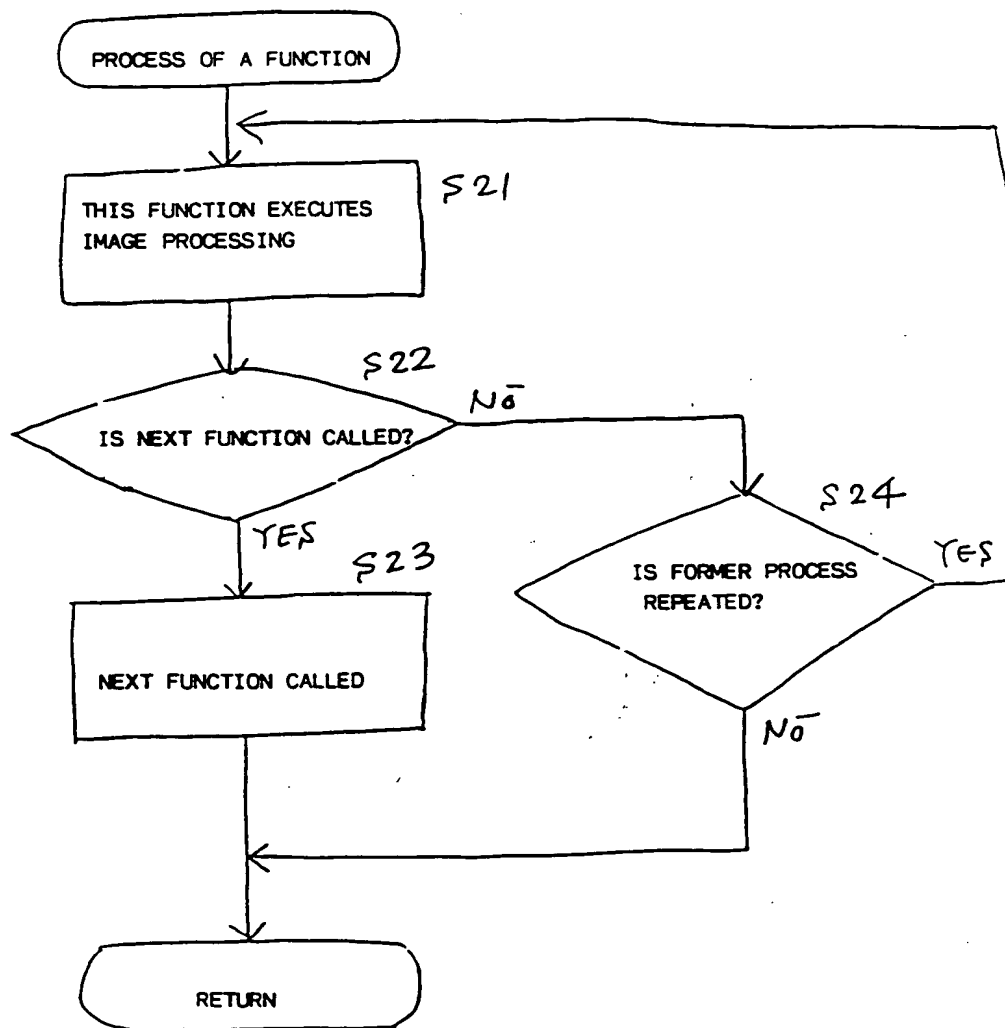 PROCESS OF A FUNCTION
S21
THIS FUNCTION EXECUTES
IMAGE PROCESSING
S22
NO
IS NEXT FUNCTION CALLED?
S24
YES
YES
S23
IS FORMER PROCESS
REPEATED?
NEXT FUNCTION CALLED
NO
RETURN